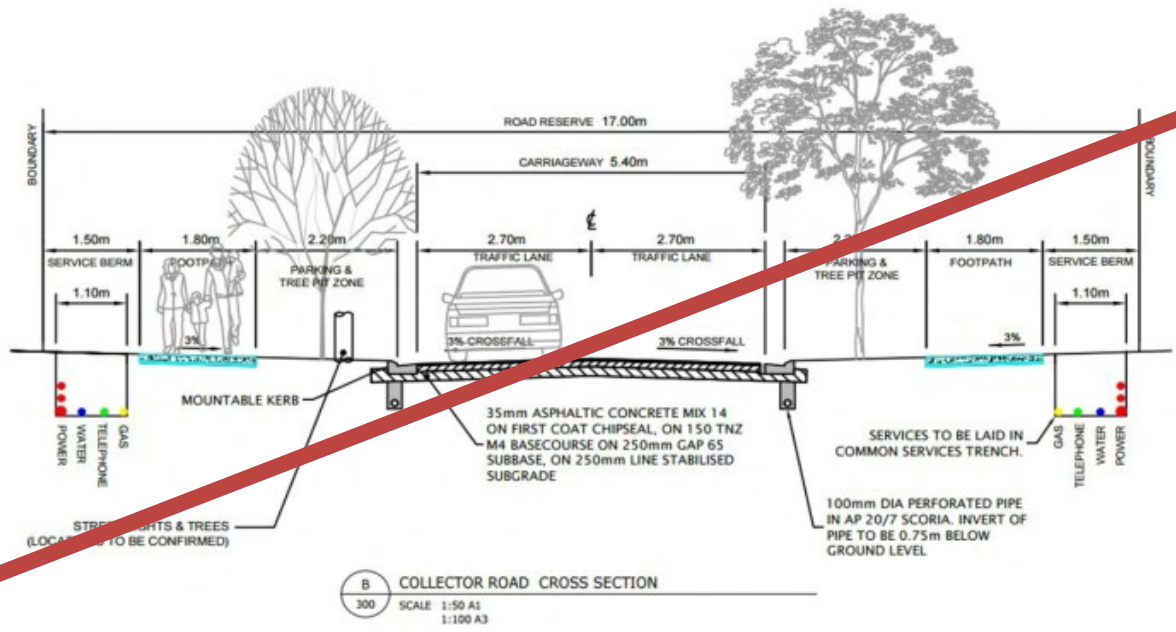 ROAD RESERVE 17.00m
BOUNDARY
CARRIAGEWAY 5.40m
1.50m
SERVICE BERM
1.80m
2.20m
PARKING &
TREE PIT ZONE
2.70m
TRAFFIC LANE
2.70m
TRAFFIC LANE
PARKING &
TREE PIT ZONE
1.80m
FOOTPATH
1.50m
SERVICE BERM
1.10m
1.10m
3%
3% CROSSFALL
3% CROSSFALL
3%
MOUNTABLE KERB
POWER
WATER
TELEPHONE
GAS
35mm ASPHALTIC CONCRETE MIX 14
ON FIRST COAT CHIPSEAL, ON 150 TNZ
M4 BASECOURSE ON 250mm GAP 65
SUBBASE, ON 250mm LINE STABILISED
SUBGRADE
SERVICES TO BE LAID IN
COMMON SERVICES TRENCH.
GAS
TELEPHONE
WATER
POWER
& TREES
TO BE CONFIRMED)
100mm DIA PERFORATED PIPE
IN AP 20/7 SCORIA. INVERT OF
PIPE TO BE 0.75m BELOW
GROUND LEVEL
B
300
COLLECTOR ROAD CROSS SECTION
SCALE 1:50 A1
1:100 A3